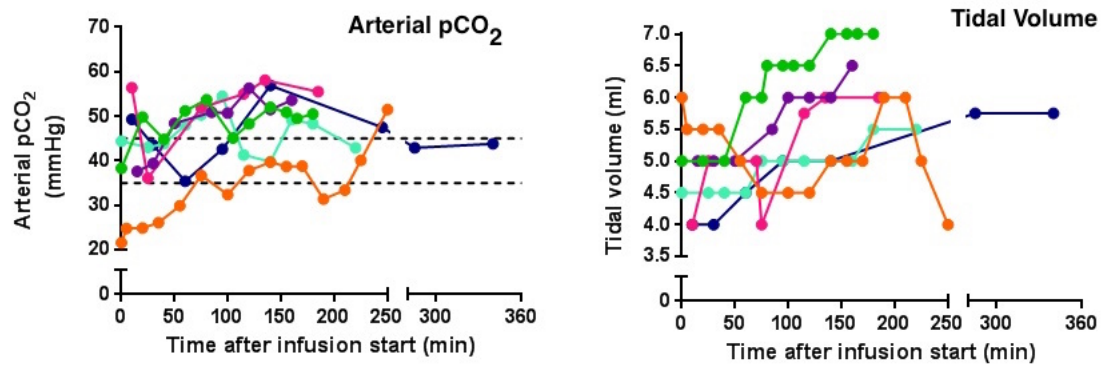 Arterial pCO2
70
60
50
40
30
20
0
Arterial pCO2
(mmHg)
0 50 100 150 200 250 300 360
Time after infusion start (min)
Tidal Volume
7.0
6.5
6.0
5.5
5.0
4.5
4.0
3.5
0
Tidal volume (ml)
0 50 100 150 200 250 300 360
Time after infusion start (min)